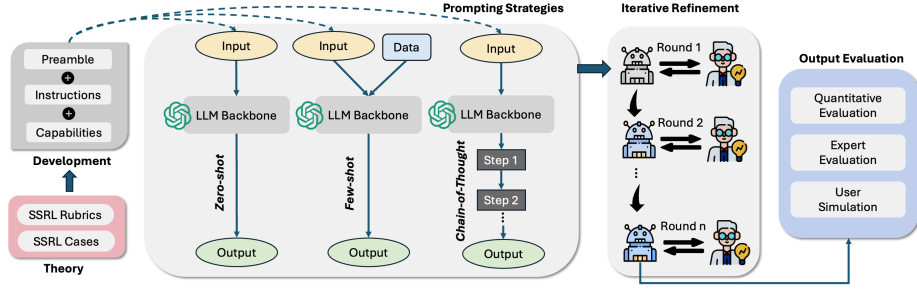 Prompting Strategies
Iterative Refinement
Preamble
Instructions
Capabilities
Development
SSRL Rubrics
SSRL Cases
Theory
Input
LLM Backbone
Zero-shot
Output
Input
Data
LLM Backbone
Few-shot
Output
Input
LLM Backbone
Step 1
Step 2
Chain-of-Thought
Output
Round 1
Round 2
Round n
Output Evaluation
Quantitative
Evaluation
Expert
Evaluation
User
Simulation